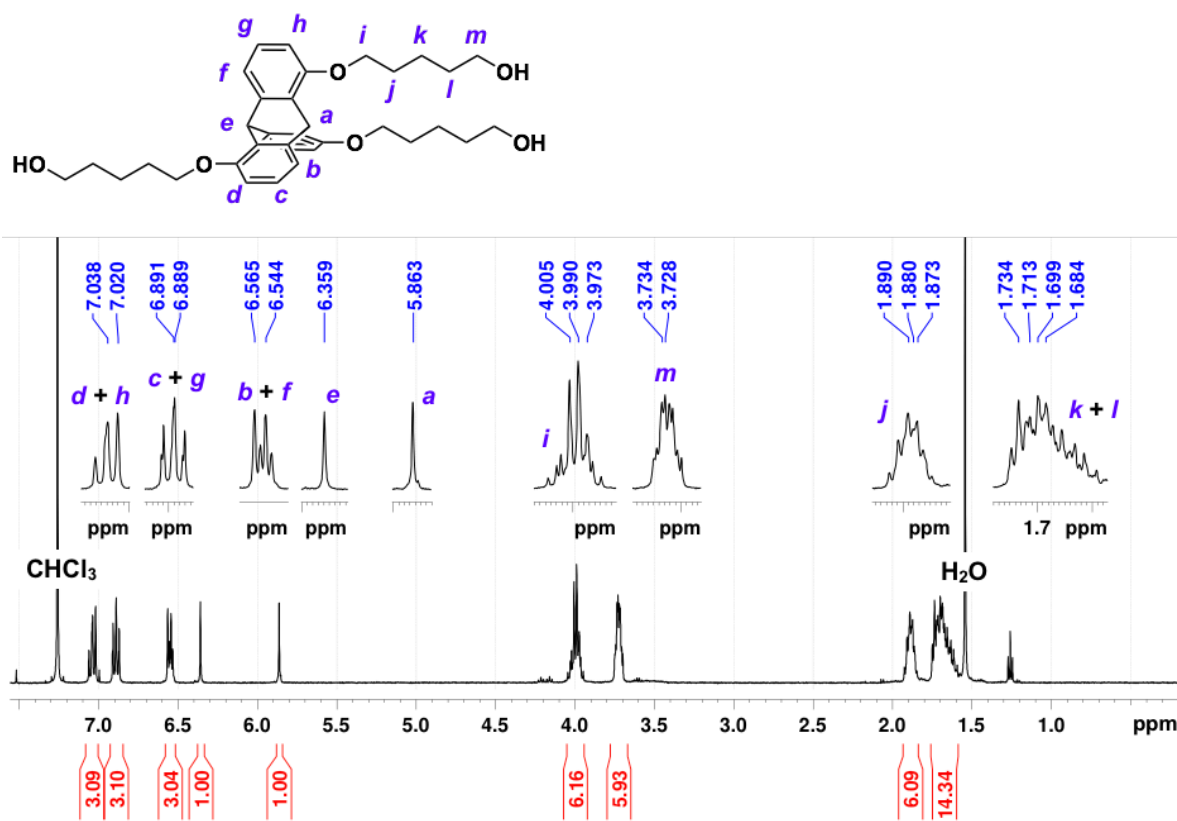 g h i k m
O OH
f j l
a
e
O OH
HO O b
d c
7.038 7.020 6.891 6.889 6.565 6.544 6.359 5.863 4.005 3.990 3.973 3.734 3.728 1.890 1.880 1.873 1.734 1.713 1.699 1.684
d + h c + g b + f e a i m j k + l
ppm ppm ppm ppm ppm ppm ppm 1.7 ppm
CHCl3 H2O
7.0 6.5 6.0 5.5 5.0 4.5 4.0 3.5 3.0 2.5 2.0 1.5 1.0 ppm
3.09 3.10 3.04 1.00 1.00 6.16 5.93 6.09 14.34